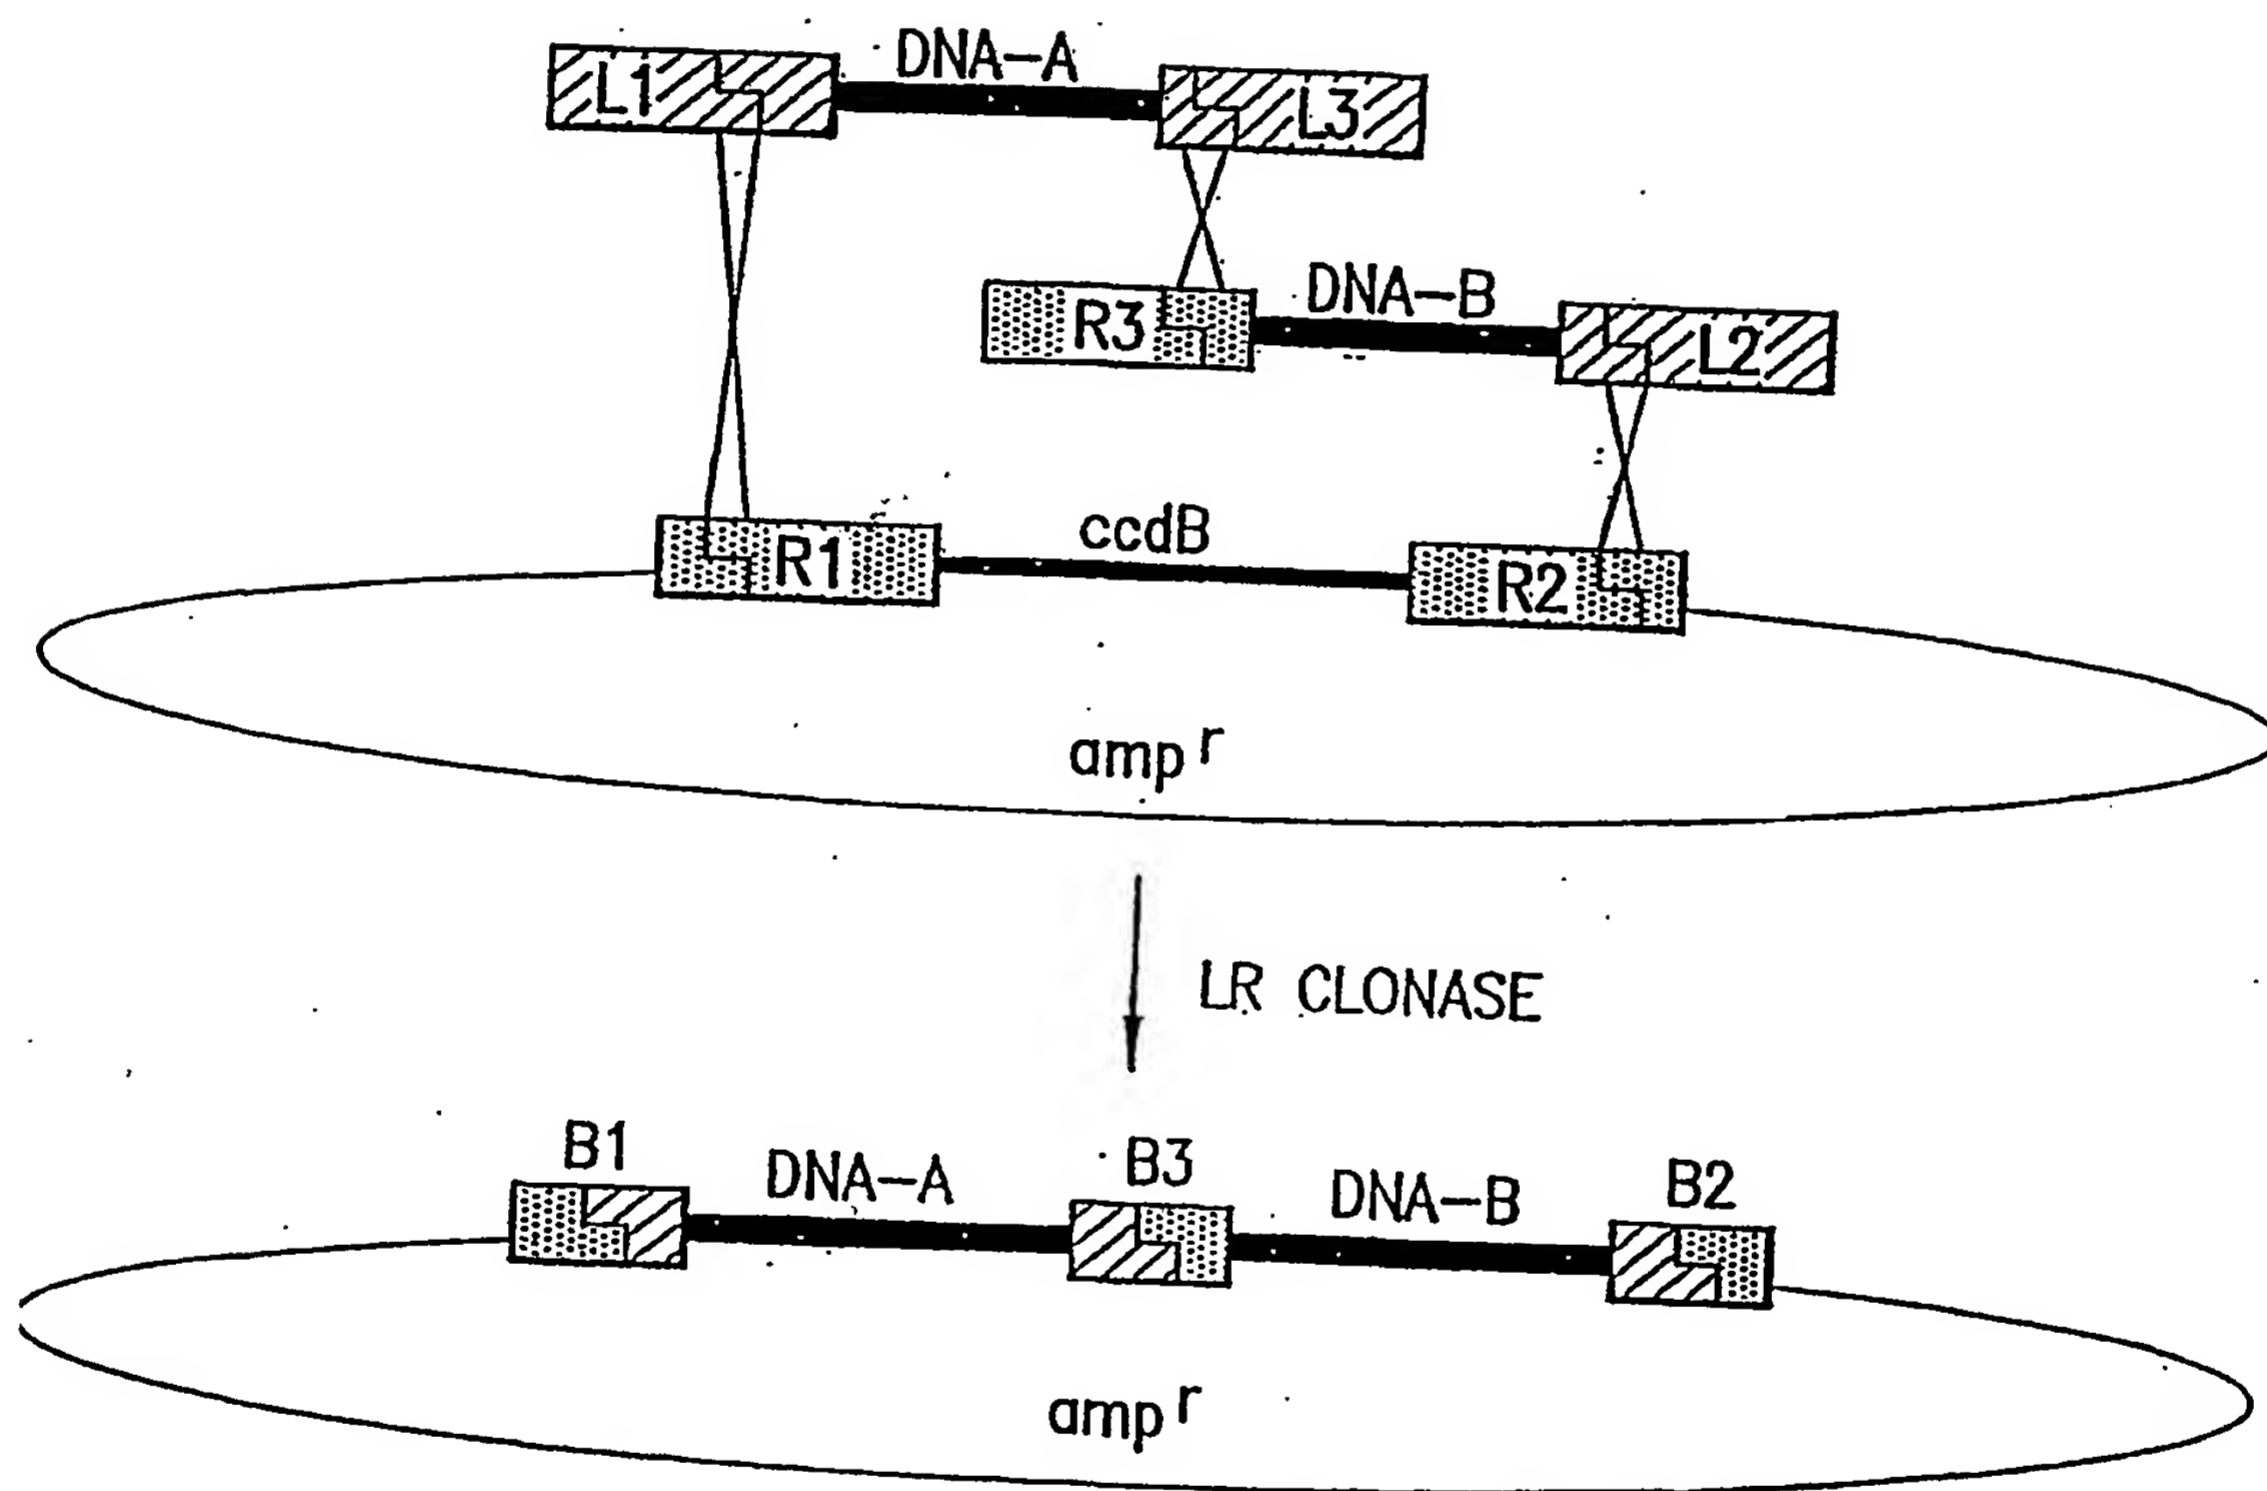 DNA-A
L1
L3
DNA-B
R3
L2
ccdB
R1
R2
amp r
LR CLONASE
B1
DNA-A
B3
DNA-B
B2
amp r